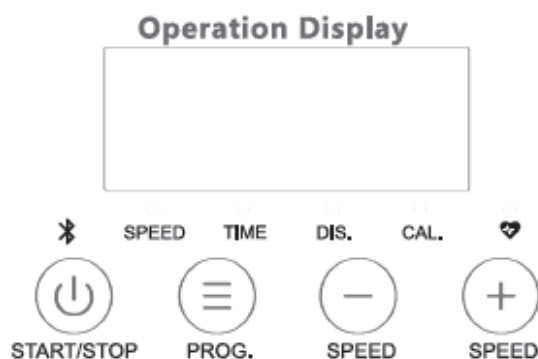 Operation Display
SPEED TIME DIS. CAL.
START/STOP PROG. SPEED SPEED